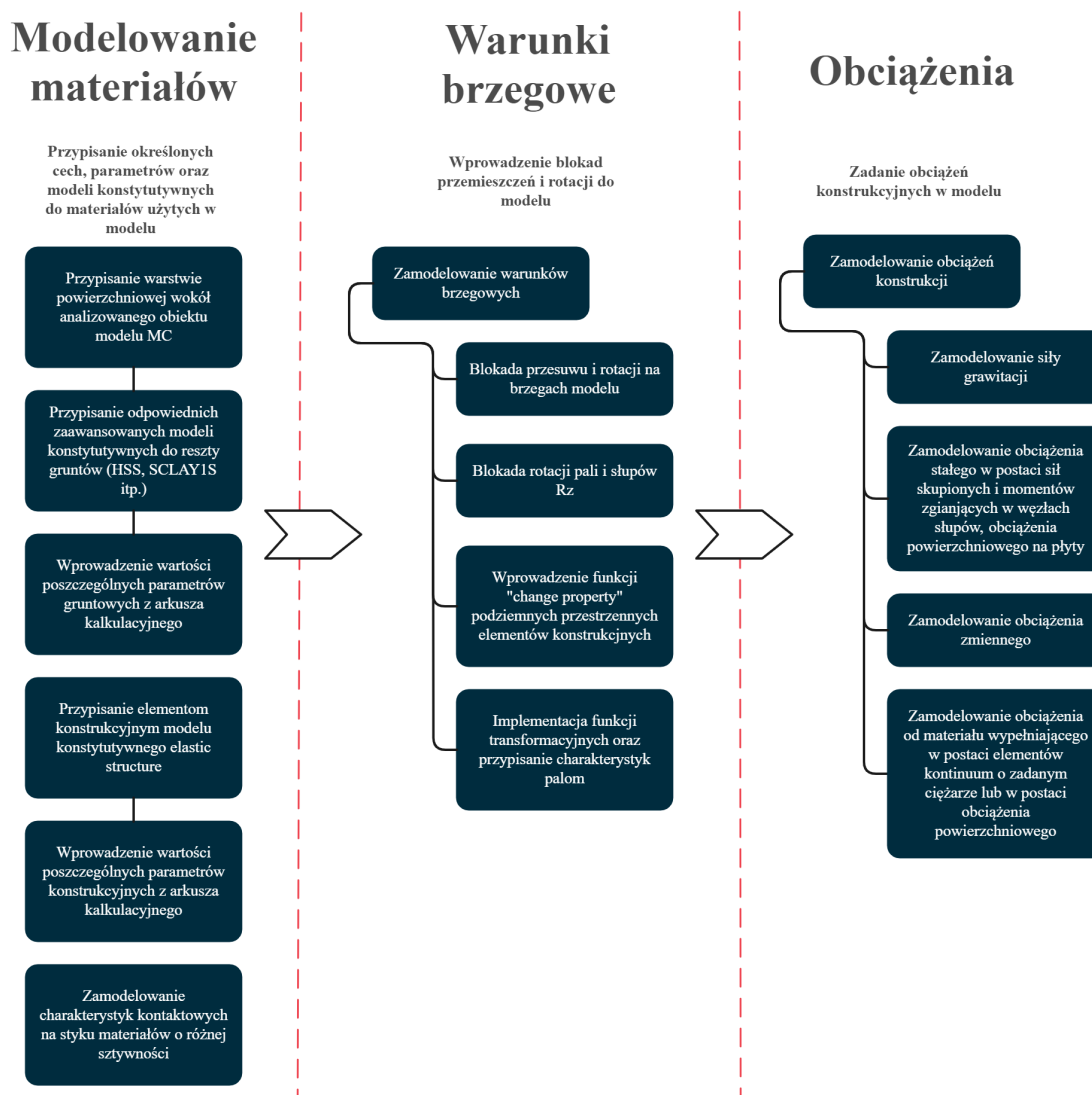 Modelowanie
materiałów
Przypisanie określonych
cech, parametrów oraz
modeli konstytutywnych
do materiałów użytych w
modelu
Przypisanie warstwie
powierzchniowej wokół
analizowanego obiektu
modelu MC
Przypisanie odpowiednich
zaawansowanych modeli
konstytutywnych do reszty
gruntów (HSS, SCLAY1S
itp.)
Wprowadzenie wartości
poszczególnych parametrów
gruntowych z arkusza
kalkulacyjnego
Przypisanie elementom
konstrukcyjnym modelu
konstytutywnego elastic
structure
Wprowadzenie wartości
poszczególnych parametrów
konstrukcyjnych z arkusza
kalkulacyjnego
Zamodelowanie
charakterystyk kontaktowych
na styku materiałów o różnej
sztywności
Warunki
brzegowe
Wprowadzenie blokad
przemieszczeń i rotacji do
modelu
Zamodelowanie warunków
brzegowych
Blokada przesuwu i rotacji na
brzegach modelu
Blokada rotacji pali i słupów
Rz
Wprowadzenie funkcji
"change property"
podziemnych przestrzennych
elementów konstrukcjnych
Implementacja funkcji
transformacyjnych oraz
przypisanie charakterystyk
palom
Obciążenia
Zadanie obciążeń
konstrukcyjnych w modelu
Zamodelowanie obciążeń
konstrukcji
Zamodelowanie siły
grawitacji
Zamodelowanie obciążenia
stałego w postaci sił
skupionych i momentów
zginających w węzłach
słupów, obciążenia
powierzchniowego na płyty
Zamodelowanie obciążenia
zmiennego
Zamodelowanie obciążenia
od materiału wypełniającego
w postaci elementów
kontinuum o zadanym
ciężarze lub w postaci
obciążenia
powierzchniowego